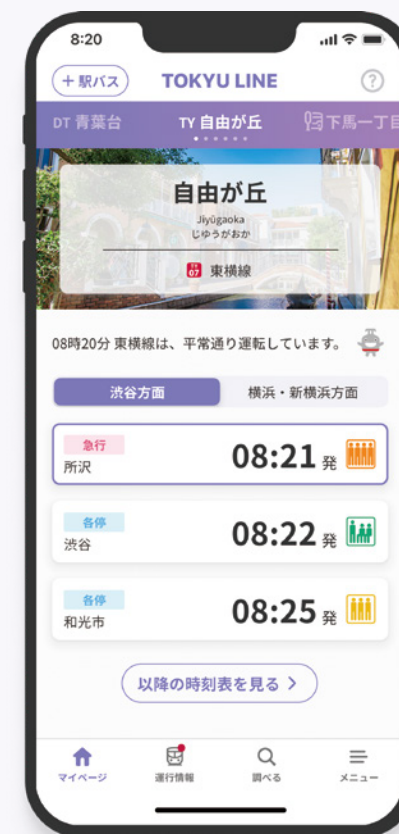 8:20
+ 駅バス
TOKYU LINE
?
DT 青葉台
TY 自由が丘
下馬一丁目
自由が丘
Jiyūgaoka
じゆうがおか
TY 07 東横線
08時20分 東横線は、平常通り運転しています。
渋谷方面
横浜・新横浜方面
急行
所沢
08:21 発
各停
渋谷
08:22 発
各停
和光市
08:25 発
以降の時刻表を見る
マイページ
運行情報
調べる
メニュー